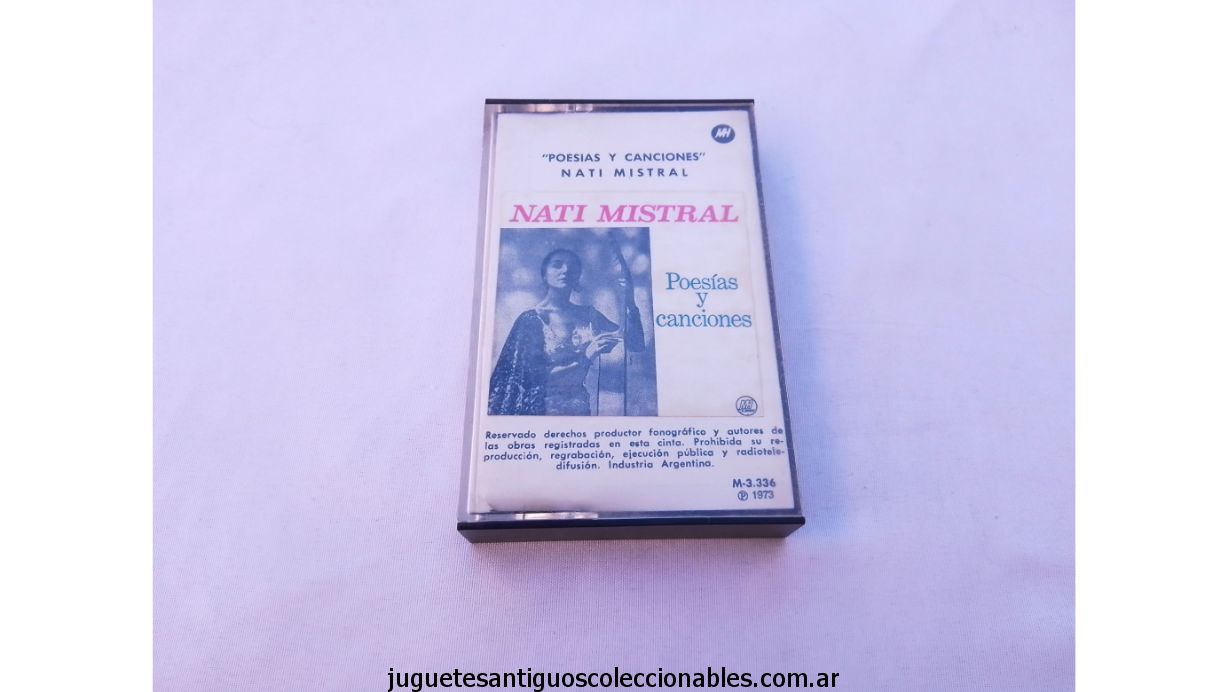 MH
"POESIAS Y CANCIONES"
NATI MISTRAL
NATI MISTRAL
Poesías
y
canciones
Reservado derechos productor fonográfico y autores de
las obras registradas en esta cinta. Prohibida su re-
producción, regrabación, ejecución pública y radiotele-
difusión. Industria Argentina.
M-3.336
℗ 1973
juguetesantiguoscoleccionables.com.ar